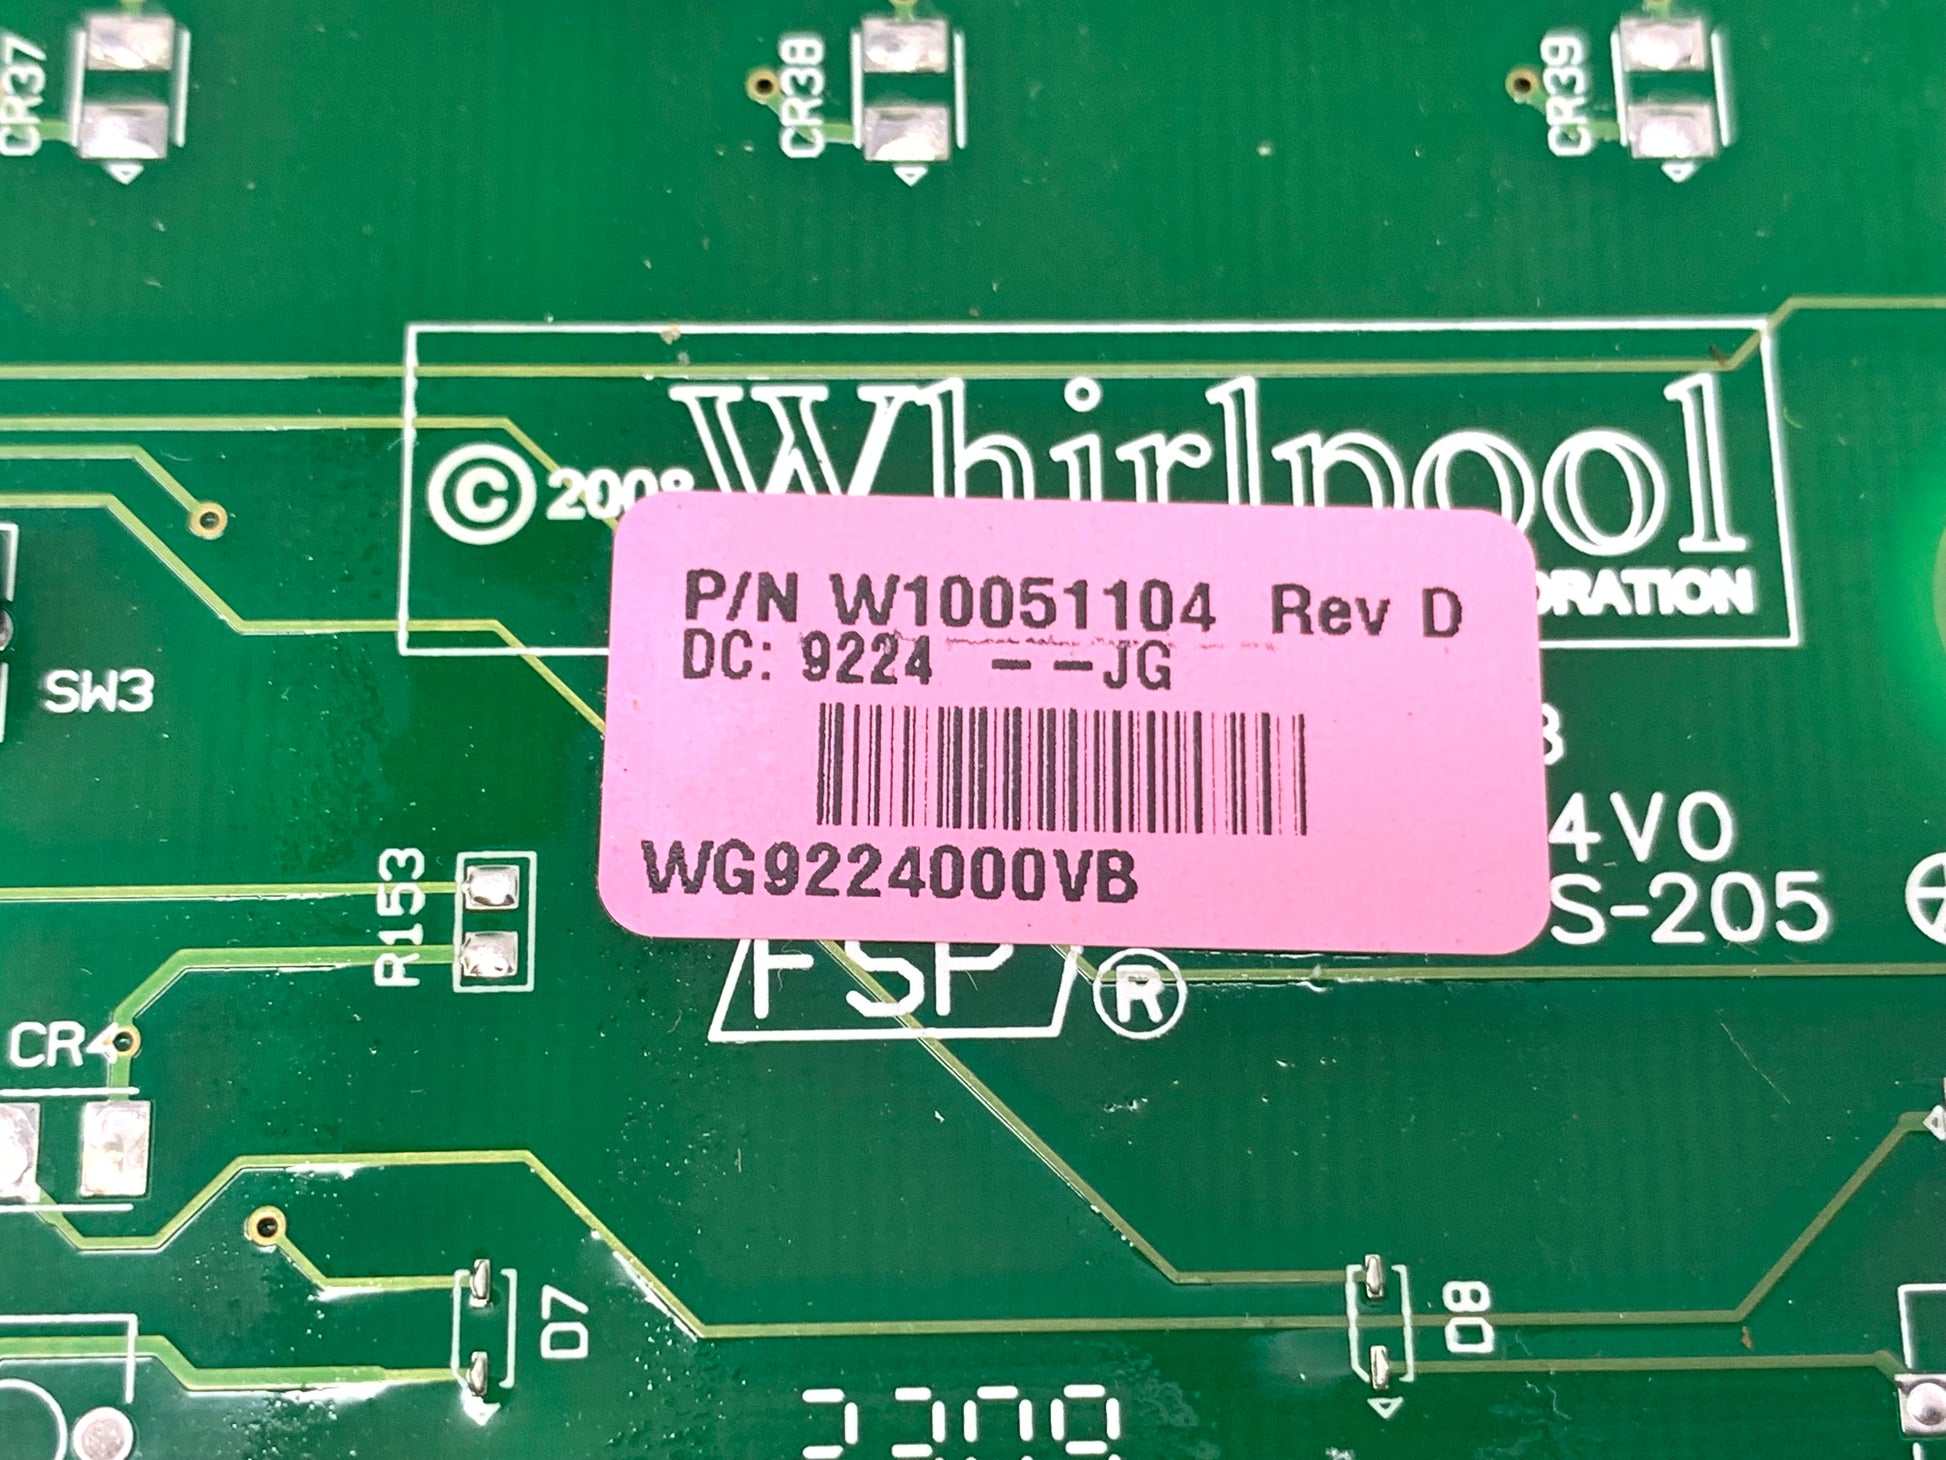 CR37
CR38
CR39
© 2008 Whirlpool
P/N W10051104 Rev D
DC: 9224 --JG
SW3
4V0
WG9224000VB
S-205
R153
FSP ®
CR4
D7
D8